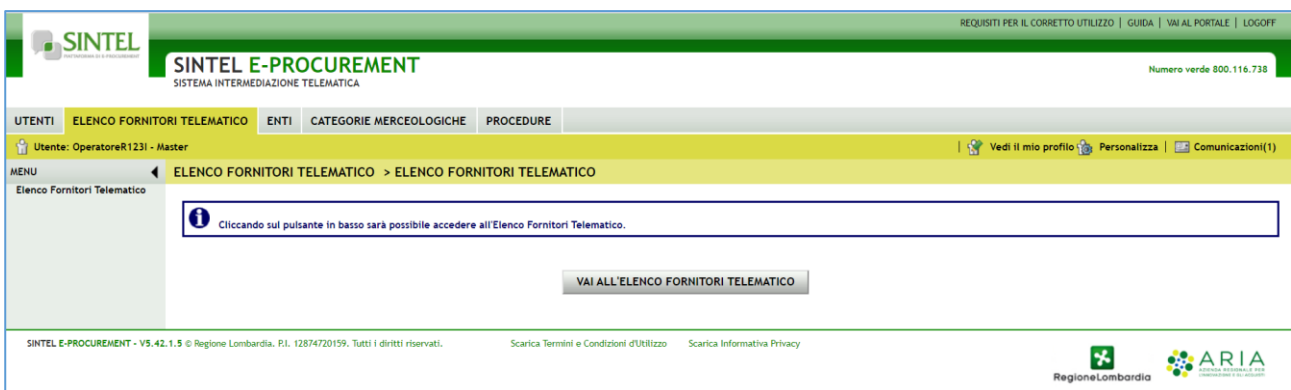 REQUISITI PER IL CORRETTO UTILIZZO | GUIDA | VAI AL PORTALE | LOGOFF
SINTEL
SINTEL E-PROCUREMENT
SISTEMA INTERMEDIAZIONE TELEMATICA
Numero verde 800.116.738
UTENTI ELENCO FORNITORI TELEMATICO ENTI CATEGORIE MERCEOLOGICHE PROCEDURE
Utente: OperatoreR123I - Master | Vedi il mio profilo Personalizza | Comunicazioni(1)
MENU ELENCO FORNITORI TELEMATICO > ELENCO FORNITORI TELEMATICO
Elenco Fornitori Telematico
Cliccando sul pulsante in basso sarà possibile accedere all'Elenco Fornitori Telematico.
VAI ALL'ELENCO FORNITORI TELEMATICO
SINTEL E-PROCUREMENT - V5.42.1.5 © Regione Lombardia. P.I. 12874720159. Tutti i diritti riservati. Scarica Termini e Condizioni d'Utilizzo Scarica Informativa Privacy
RegioneLombardia
ARIA